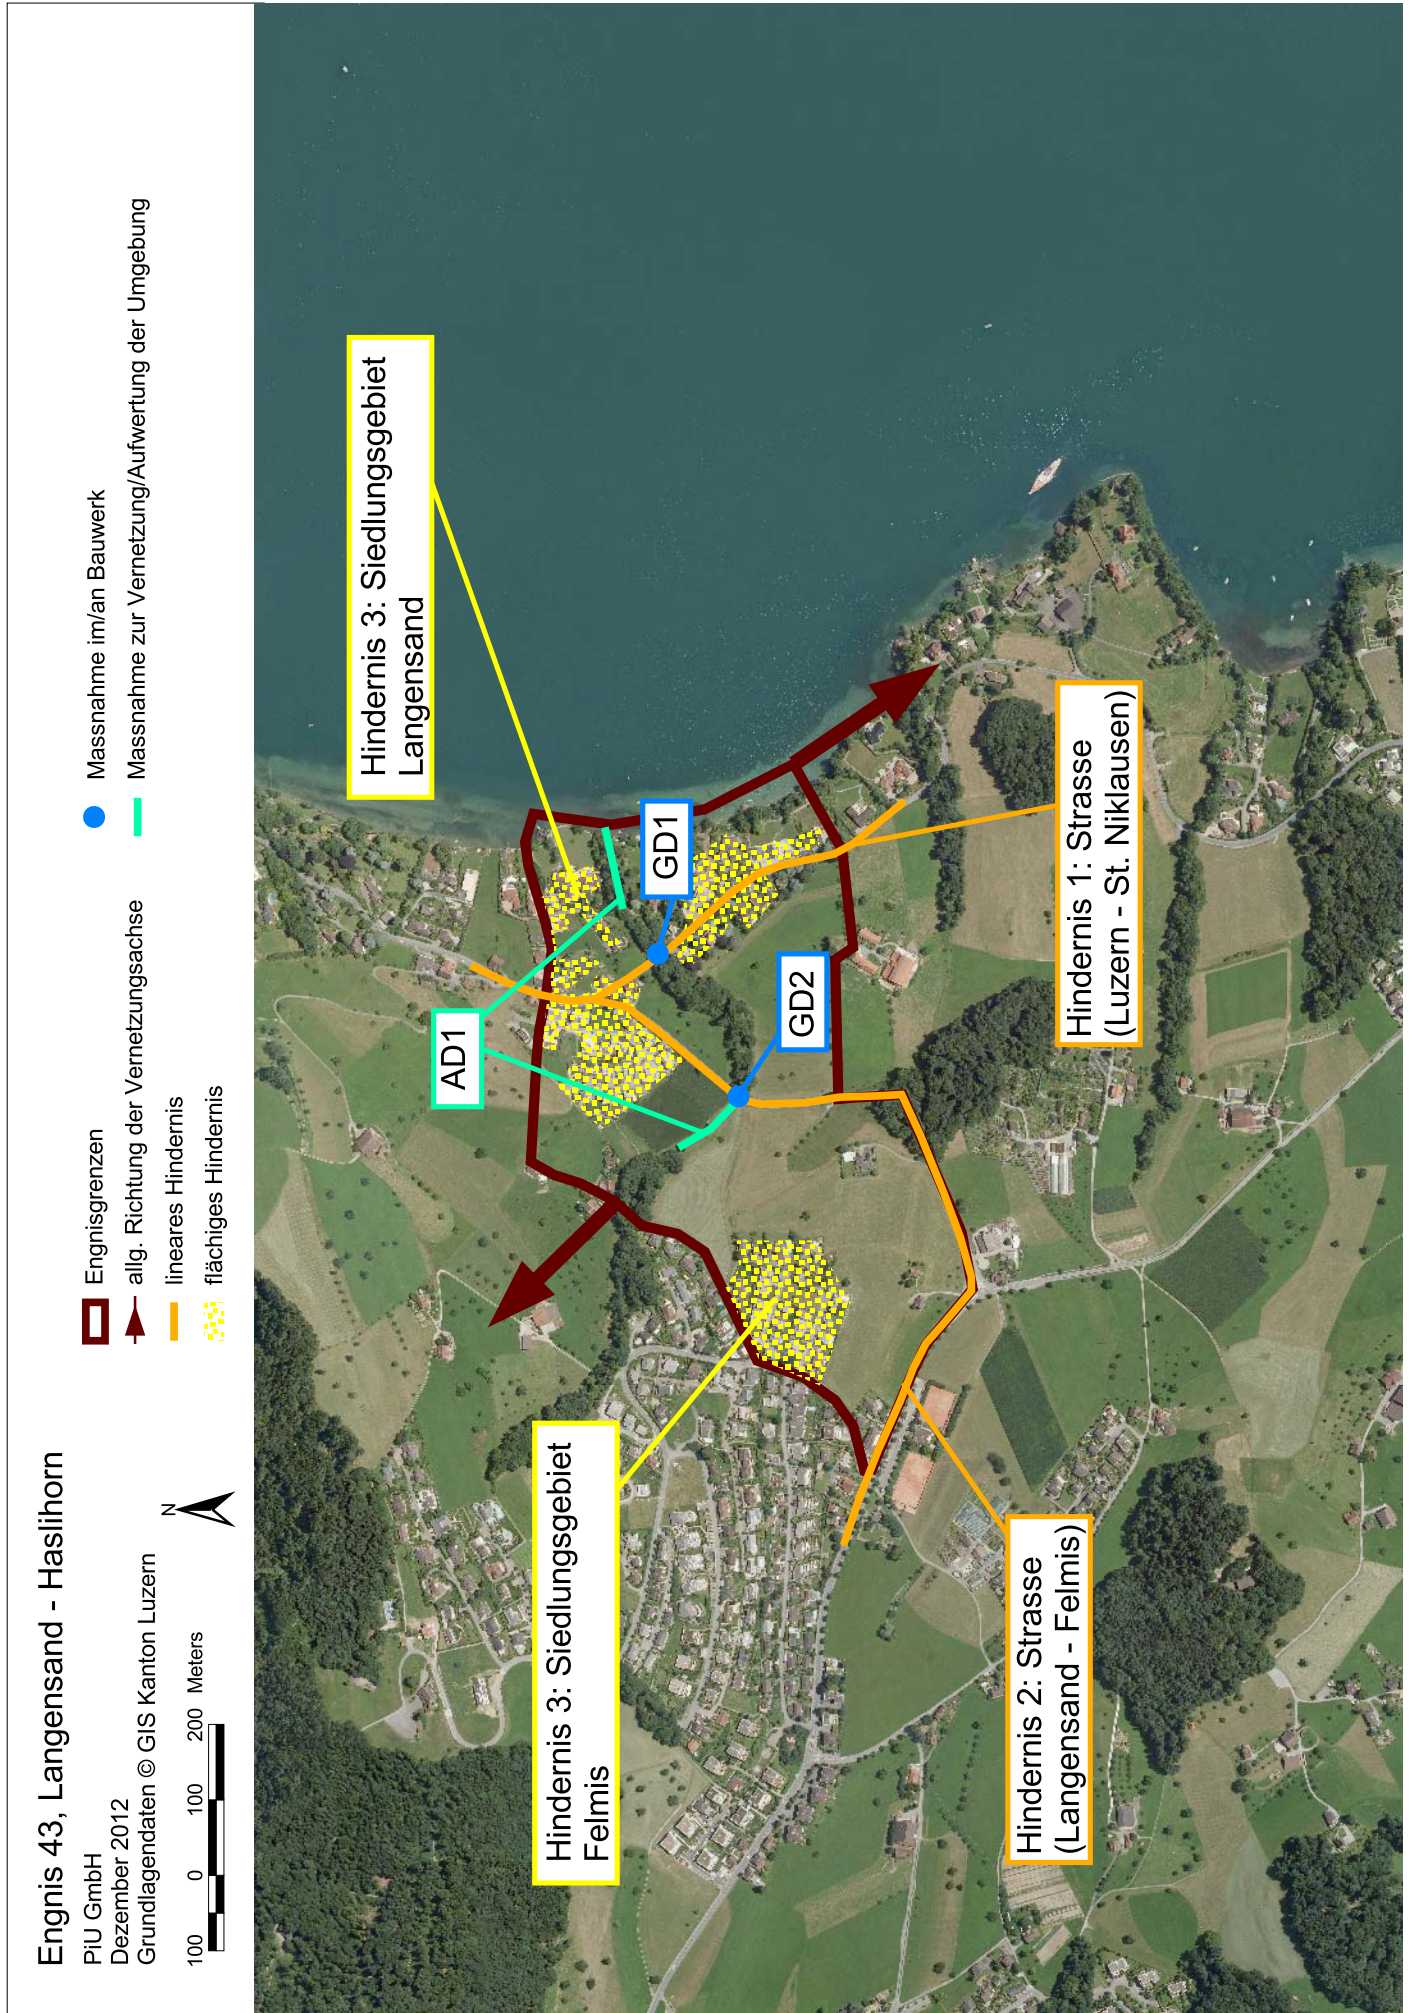 Engnis 43, Langensand - Haslihorn
PiU GmbH
Dezember 2012
Grundlagendaten © GIS Kanton Luzern
100 0 100 200 Meters
N
Engnisgrenzen
allg. Richtung der Vernetzungsachse
lineares Hindernis
flächiges Hindernis
Massnahme im/an Bauwerk
Massnahme zur Vernetzung/Aufwertung der Umgebung
Hindernis 3: Siedlungsgebiet
Langensand
AD1
Hindernis 3: Siedlungsgebiet
Felmis
GD1
GD2
Hindernis 2: Strasse
(Langensand - Felmis)
Hindernis 1: Strasse
(Luzern - St. Niklausen)